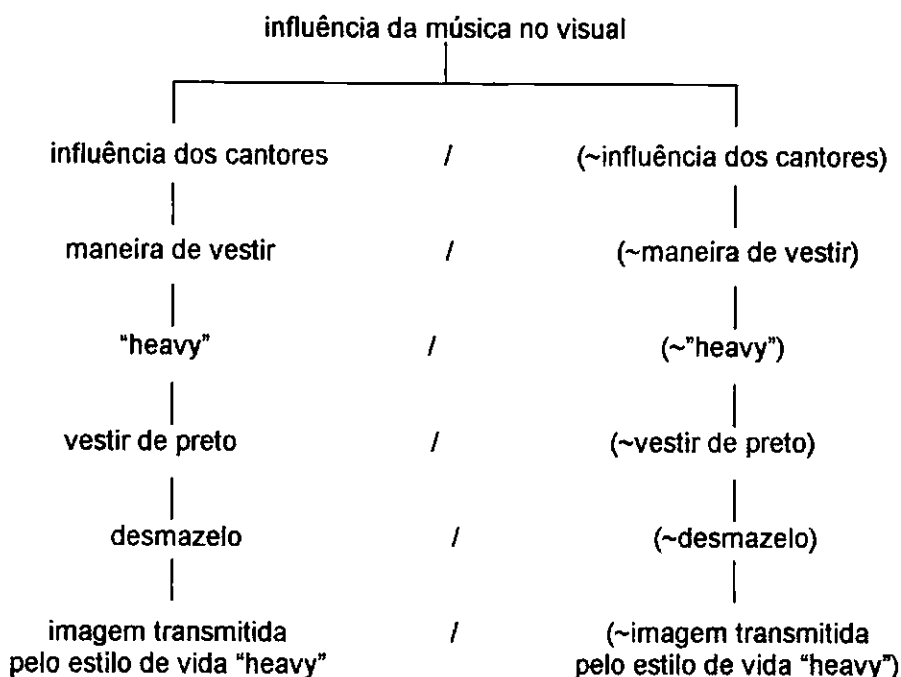 influência da música no visual
influência dos cantores / (~influência dos cantores)
maneira de vestir / (~maneira de vestir)
"heavy" / (~"heavy")
vestir de preto / (~vestir de preto)
desmazelo / (~desmazelo)
imagem transmitida / (~imagem transmitida
pelo estilo de vida "heavy" pelo estilo de vida "heavy")